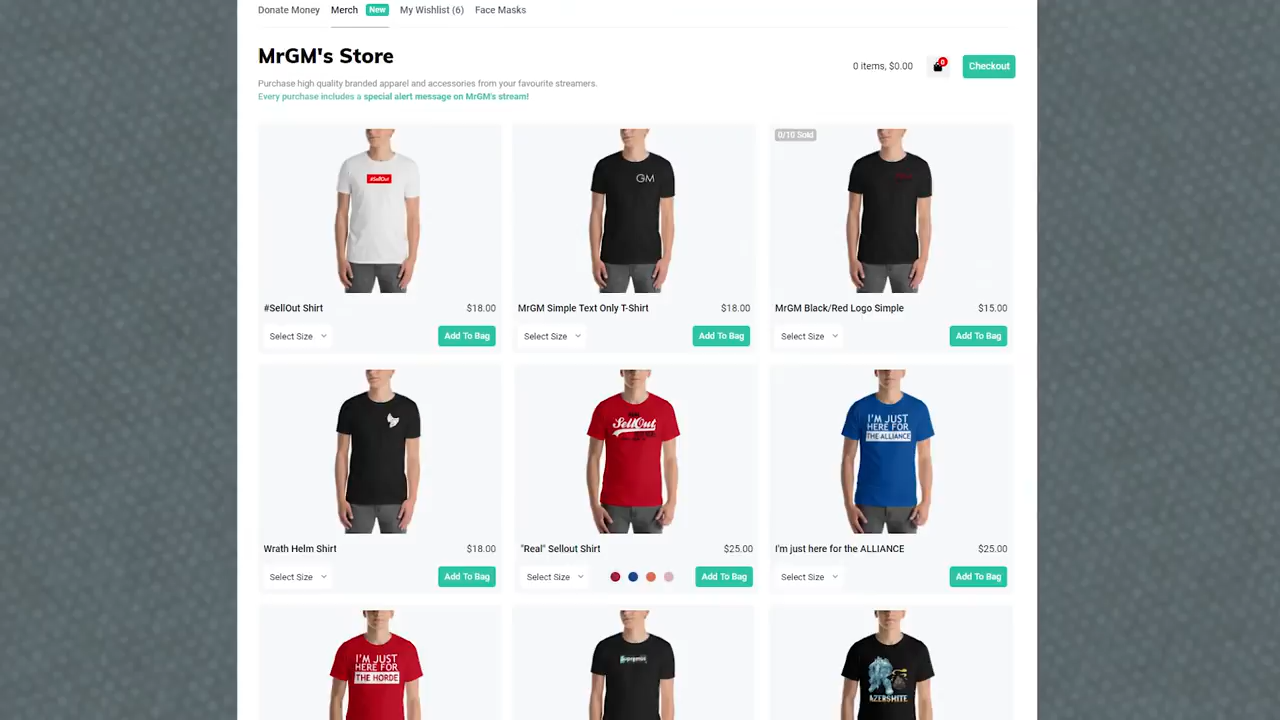 Donate Money
Merch
New
My Wishlist (6)
Face Masks
MrGM's Store
0 items, $0.00
0
Checkout
Purchase high quality branded apparel and accessories from your favourite streamers.
Every purchase includes a special alert message on MrGM's stream!
#SellOut
GM
0/10 Sold
#SellOut Shirt
$18.00
MrGM Simple Text Only T-Shirt
$18.00
MrGM Black/Red Logo Simple
$15.00
Select Size
Add To Bag
Select Size
Add To Bag
Select Size
Add To Bag
SellOut
I'M JUST
HERE FOR
THE ALLIANCE
Wrath Helm Shirt
$18.00
"Real" Sellout Shirt
$25.00
I'm just here for the ALLIANCE
$25.00
Select Size
Add To Bag
Select Size
Add To Bag
Select Size
Add To Bag
I'M JUST
HERE FOR
THE HORDE
AZERSHITE